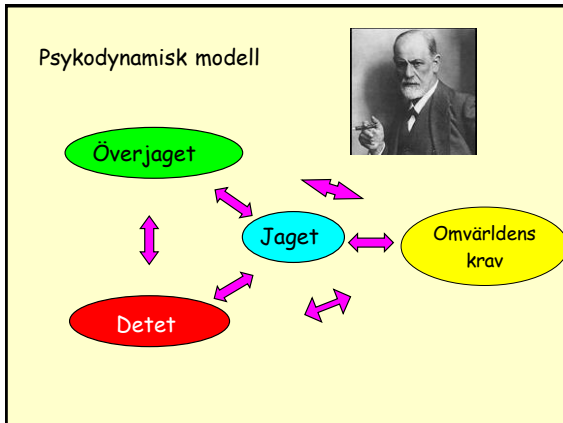 Psykodynamisk modell
Överjaget
Jaget
Omvärldens
krav
Detet